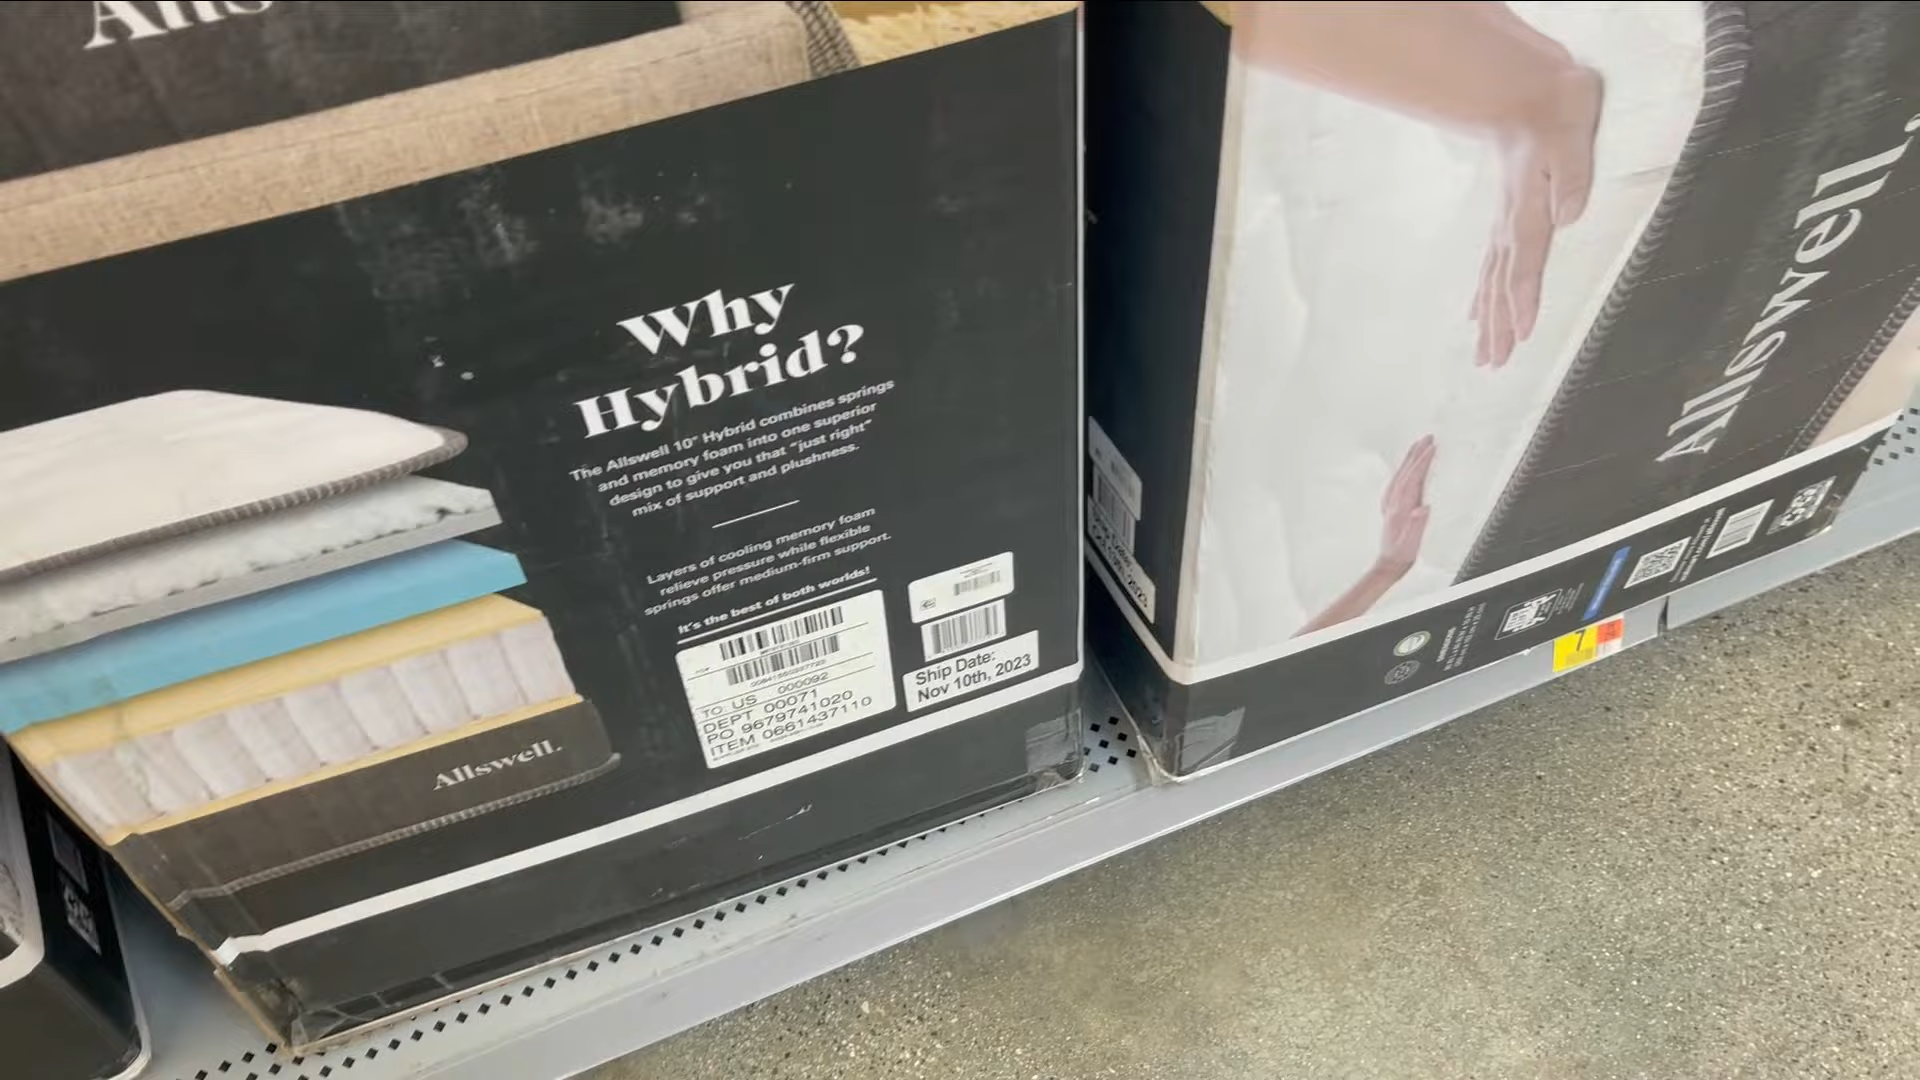 Why
Hybrid?
The Allswell 10" Hybrid combines springs
and memory foam into one superior
design to give you that "just right"
mix of support and plushness.
Layers of cooling memory foam
relieve pressure while flexible
springs offer medium-firm support.
It's the best of both worlds!
TO: US 000092
DEPT 00071
PO 9679741020
ITEM 0661437110
Ship Date:
Nov 10th, 2023
Allswell.
Allswell.
7